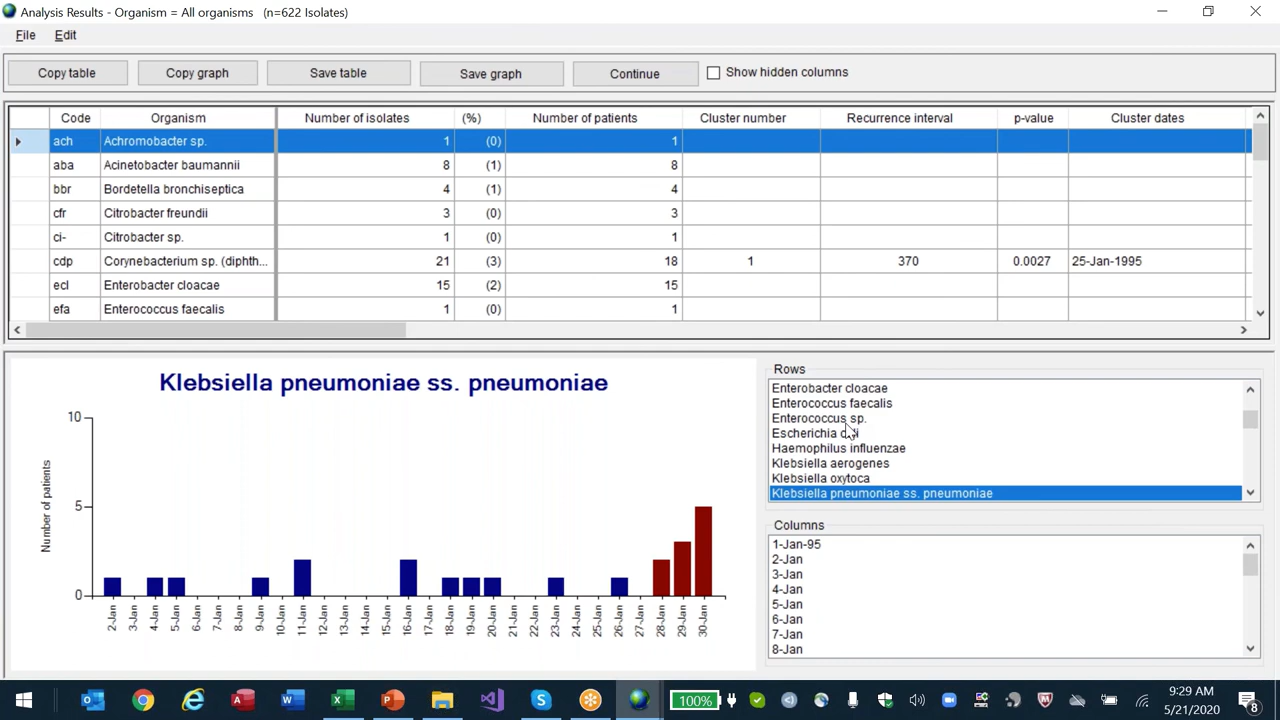 Analysis Results - Organism = All organisms (n=622 Isolates)
File Edit
Copy table Copy graph Save table Save graph Continue Show hidden columns
Code Organism Number of isolates (%) Number of patients Cluster number Recurrence interval p-value Cluster dates
ach Achromobacter sp. 1 (0) 1
aba Acinetobacter baumannii 8 (1) 8
bbr Bordetella bronchiseptica 4 (1) 4
cfr Citrobacter freundii 3 (0) 3
ci- Citrobacter sp. 1 (0) 1
cdp Corynebacterium sp. (diphth... 21 (3) 18 1 370 0.0027 25-Jan-1995
ecl Enterobacter cloacae 15 (2) 15
efa Enterococcus faecalis 1 (0) 1
Klebsiella pneumoniae ss. pneumoniae
Number of patients
10
5
0
2-Jan 3-Jan 4-Jan 5-Jan 6-Jan 7-Jan 8-Jan 9-Jan 10-Jan 11-Jan 12-Jan 13-Jan 14-Jan 15-Jan 16-Jan 17-Jan 18-Jan 19-Jan 20-Jan 21-Jan 22-Jan 23-Jan 24-Jan 25-Jan 26-Jan 27-Jan 28-Jan 29-Jan 30-Jan
Rows
Enterobacter cloacae
Enterococcus faecalis
Enterococcus sp.
Escherichia coli
Haemophilus influenzae
Klebsiella aerogenes
Klebsiella oxytoca
Klebsiella pneumoniae ss. pneumoniae
Columns
1-Jan-95
2-Jan
3-Jan
4-Jan
5-Jan
6-Jan
7-Jan
8-Jan
100%
9:29 AM
5/21/2020
8